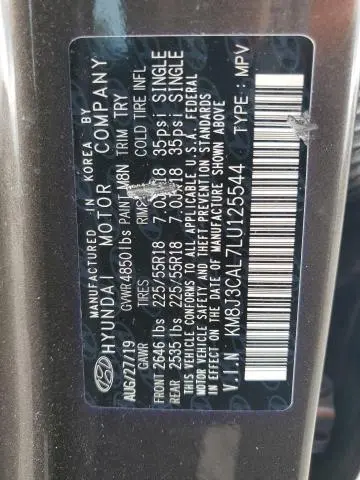 MANUFACTURED IN KOREA BY
HYUNDAI MOTOR COMPANY
AUG/27/19 GVWR 4850 lbs PAINT M8N TRIM TRY
GAWR TIRES RIMS COLD TIRE INFL
FRONT 2646 lbs 225/55R18 7.0JX18 35psi SINGLE
REAR 2535 lbs 225/55R18 7.0JX18 35psi SINGLE
THIS VEHICLE CONFORMS TO ALL APPLICABLE U.S.A. FEDERAL
MOTOR VEHICLE SAFETY AND THEFT PREVENTION STANDARDS
IN EFFECT ON THE DATE OF MANUFACTURE SHOWN ABOVE.
V.I.N : KM8J3CAL7LU125544 TYPE : MPV